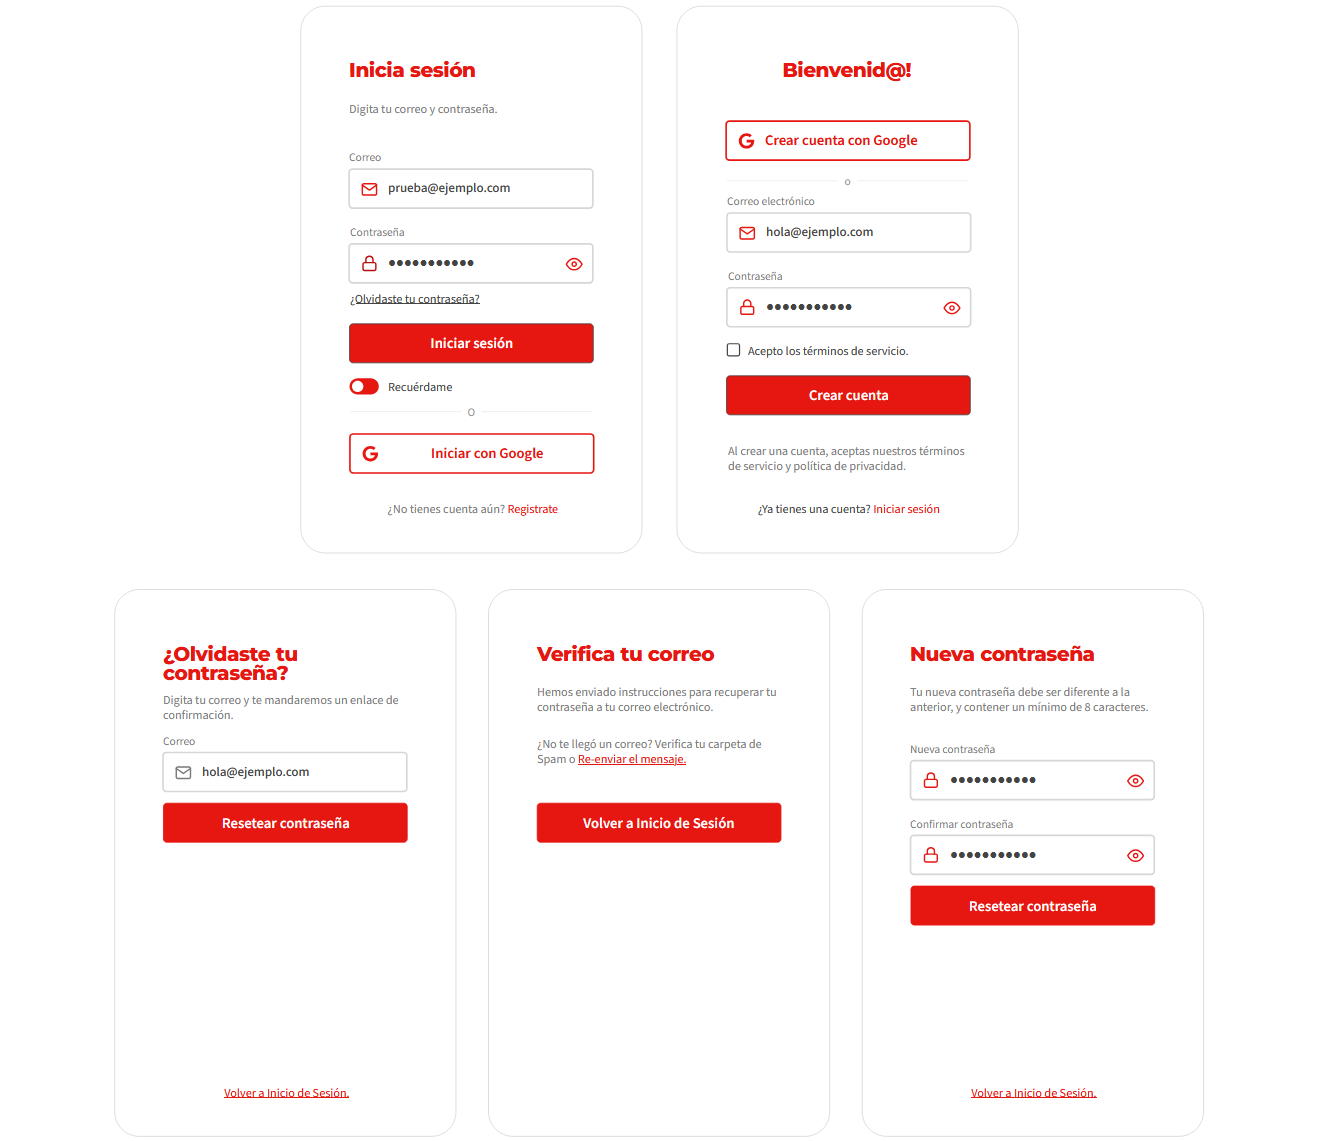 Inicia sesión
Digita tu correo y contraseña.
Correo
prueba@ejemplo.com
Contraseña
●●●●●●●●●●●
¿Olvidaste tu contraseña?
Iniciar sesión
Recuérdame
O
G Iniciar con Google
¿No tienes cuenta aún? Registrate
Bienvenid@!
G Crear cuenta con Google
o
Correo electrónico
hola@ejemplo.com
Contraseña
●●●●●●●●●●●
Acepto los términos de servicio.
Crear cuenta
Al crear una cuenta, aceptas nuestros términos
de servicio y política de privacidad.
¿Ya tienes una cuenta? Iniciar sesión
¿Olvidaste tu
contraseña?
Digita tu correo y te mandaremos un enlace de
confirmación.
Correo
hola@ejemplo.com
Resetear contraseña
Volver a Inicio de Sesión.
Verifica tu correo
Hemos enviado instrucciones para recuperar tu
contraseña a tu correo electrónico.
¿No te llegó un correo? Verifica tu carpeta de
Spam o Re-enviar el mensaje.
Volver a Inicio de Sesión
Nueva contraseña
Tu nueva contraseña debe ser diferente a la
anterior, y contener un mínimo de 8 caracteres.
Nueva contraseña
●●●●●●●●●●●
Confirmar contraseña
●●●●●●●●●●●
Resetear contraseña
Volver a Inicio de Sesión.